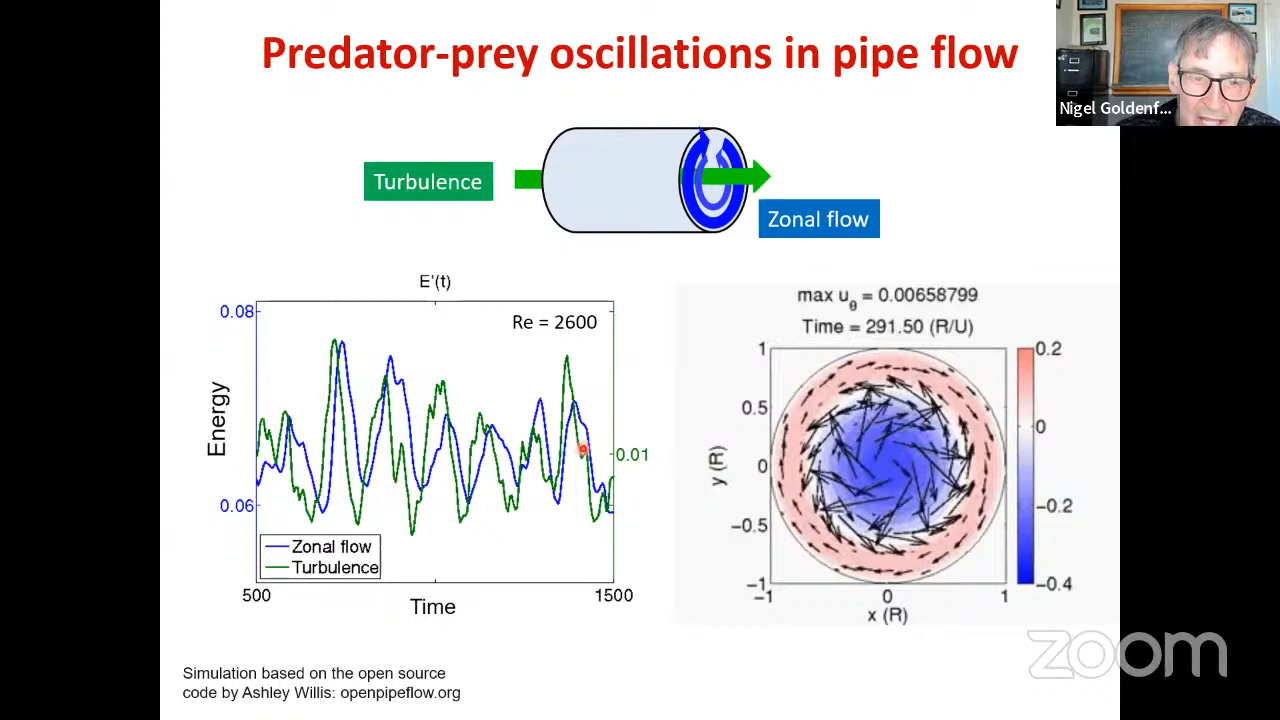 Predator-prey oscillations in pipe flow
Nigel Goldenf...
Turbulence
Zonal flow
E'(t)
0.08
Re = 2600
Energy
0.01
0.06
Zonal flow
Turbulence
500
1500
Time
max uθ = 0.00658799
Time = 291.50 (R/U)
1
0.2
0.5
0
y (R)
0
−0.2
−0.5
−1
−0.4
−1
0
1
x (R)
zoom
Simulation based on the open source
code by Ashley Willis: openpipeflow.org